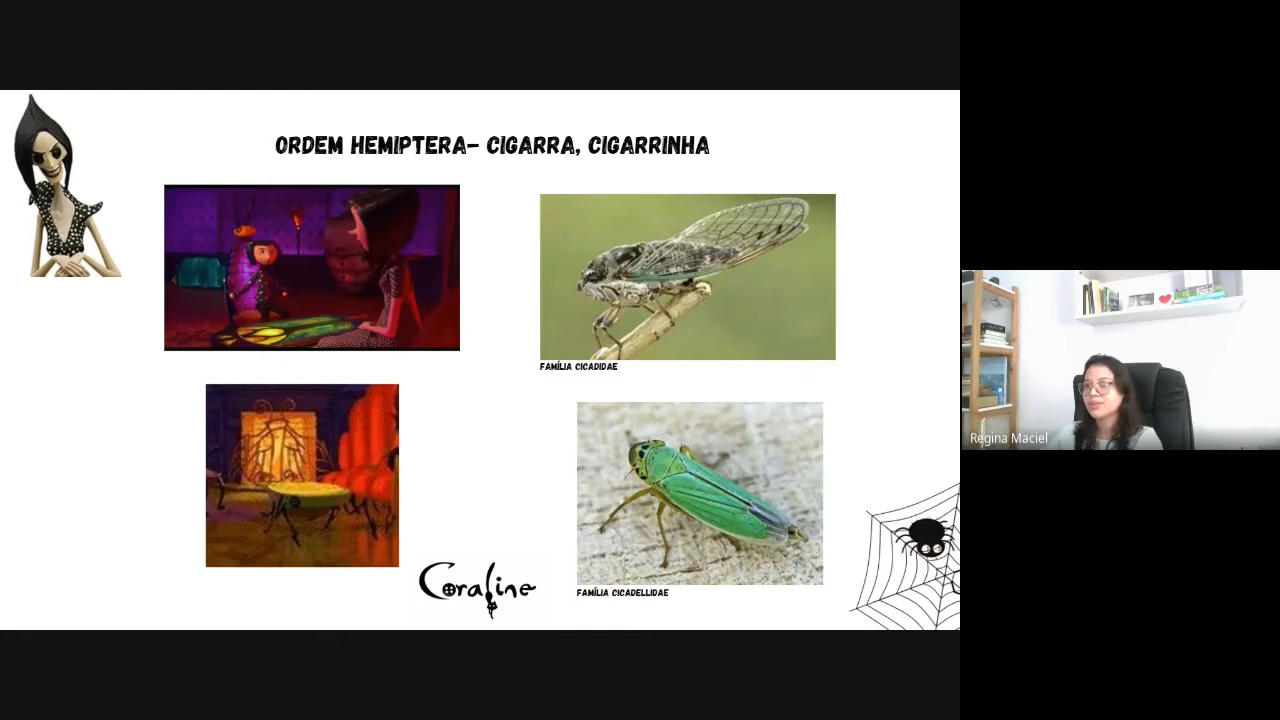 ORDEM HEMIPTERA- CIGARRA, CIGARRINHA
FAMÍLIA CICADIDAE
FAMÍLIA CICADELLIDAE
Coraline
Regina Maciel